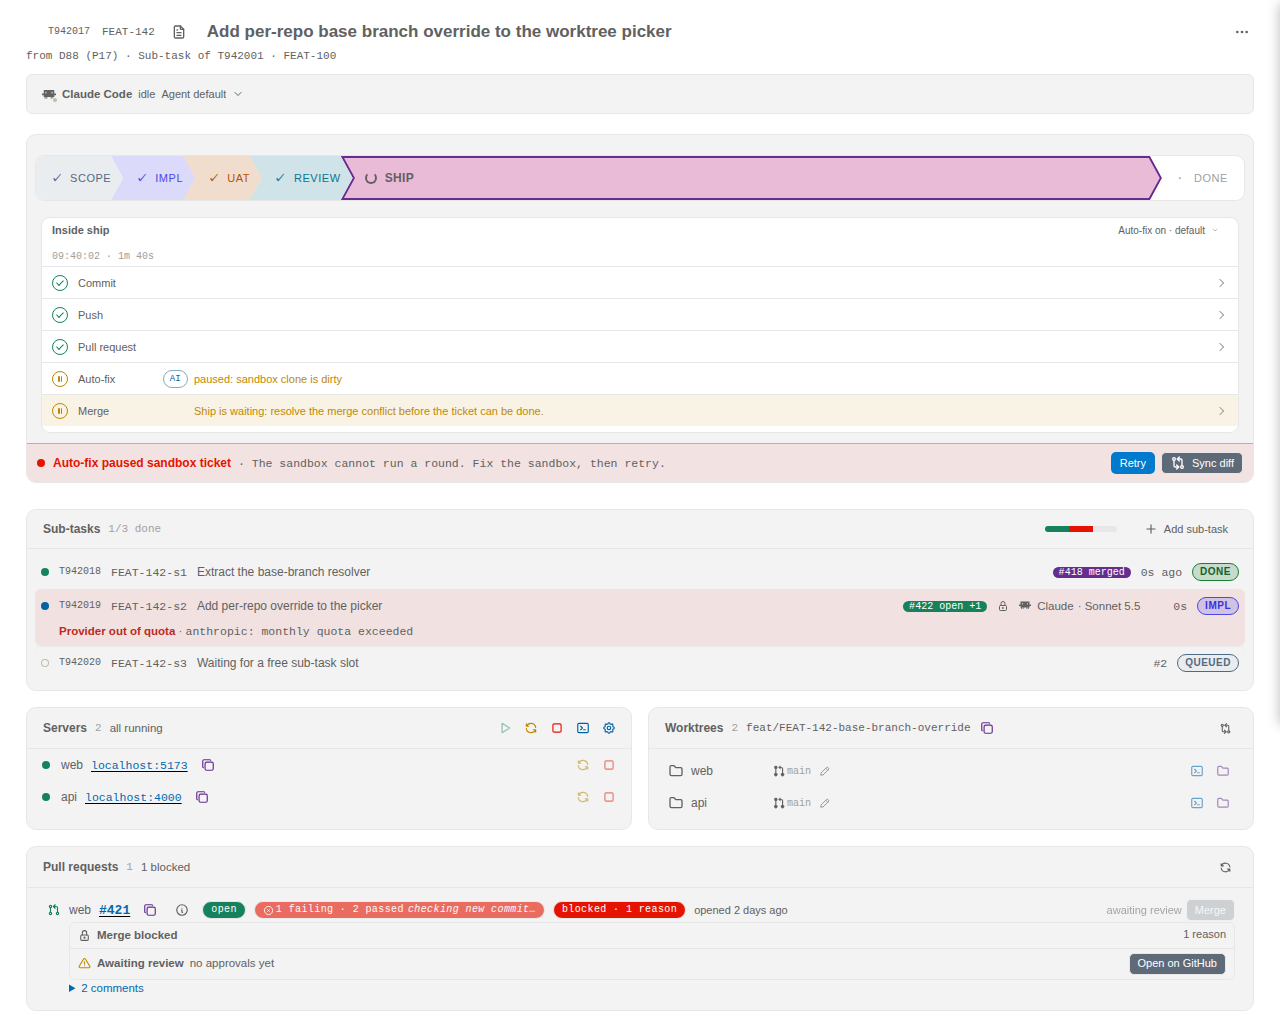 T942017 FEAT-142 Add per-repo base branch override to the worktree picker
from D88 (P17) · Sub-task of T942001 · FEAT-100
Claude Code idle Agent default
SCOPE IMPL UAT REVIEW SHIP DONE
Inside ship Auto-fix on · default
09:40:02 · 1m 40s
Commit
Push
Pull request
Auto-fix AI paused: sandbox clone is dirty
Merge Ship is waiting: resolve the merge conflict before the ticket can be done.
Auto-fix paused sandbox ticket · The sandbox cannot run a round. Fix the sandbox, then retry. Retry Sync diff
Sub-tasks 1/3 done Add sub-task
T942018 FEAT-142-s1 Extract the base-branch resolver #418 merged 0s ago DONE
T942019 FEAT-142-s2 Add per-repo override to the picker #422 open +1 Claude · Sonnet 5.5 0s IMPL
Provider out of quota · anthropic: monthly quota exceeded
T942020 FEAT-142-s3 Waiting for a free sub-task slot #2 QUEUED
Servers 2 all running
web localhost:5173
api localhost:4000
Worktrees 2 feat/FEAT-142-base-branch-override
web main
api main
Pull requests 1 1 blocked
web #421 open 1 failing · 2 passed checking new commit… blocked · 1 reason opened 2 days ago awaiting review Merge
Merge blocked 1 reason
Awaiting review no approvals yet Open on GitHub
2 comments